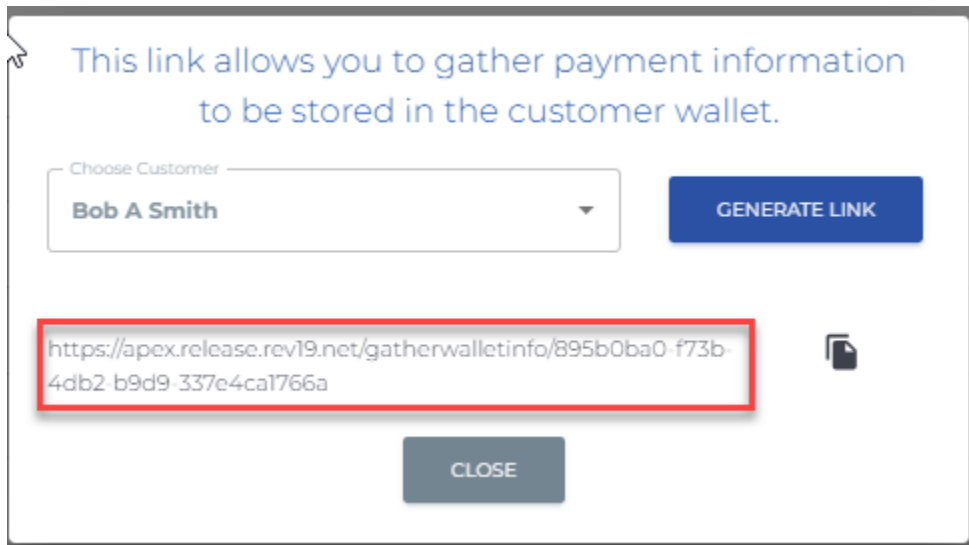 This link allows you to gather payment information
to be stored in the customer wallet.
Choose Customer
Bob A Smith
GENERATE LINK
https://apex.release.rev19.net/gatherwalletinfo/895b0ba0-f73b-
4db2-b9d9-337e4ca1766a
CLOSE